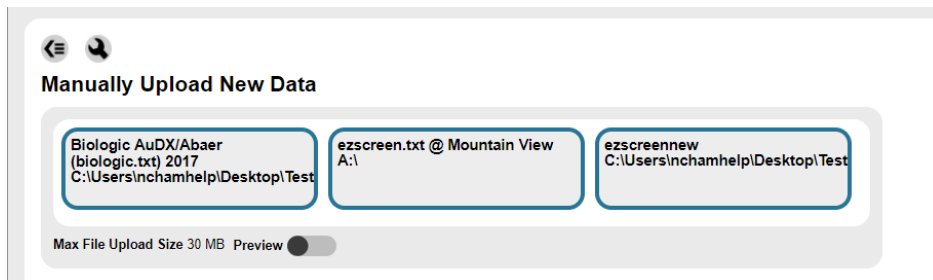 Manually Upload New Data
Biologic AuDX/Abaer
(biologic.txt) 2017
C:\Users\nchamhelp\Desktop\Test
ezscreen.txt @ Mountain View
A:\
ezscreennew
C:\Users\nchamhelp\Desktop\Test
Max File Upload Size 30 MB Preview